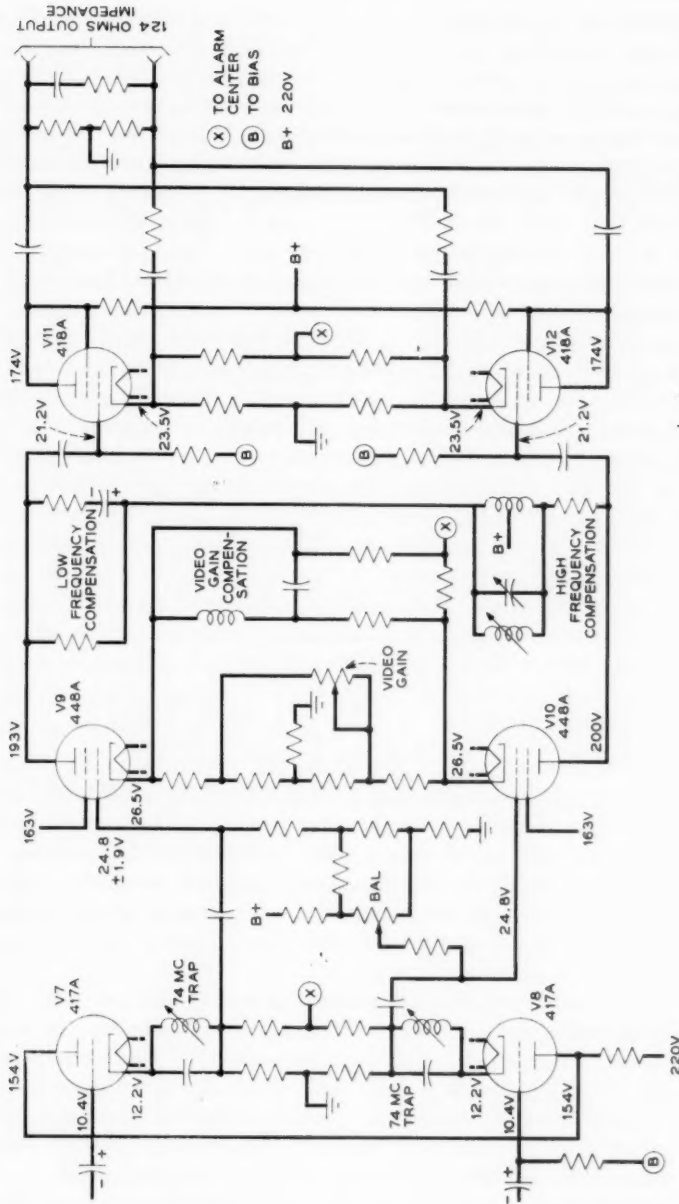 V7
417A
154V
10.4V
12.2V
74 MC
TRAP
X
74 MC
TRAP
12.2V
V8
417A
10.4V
154V
220V
B
V9
448A
193V
163V
24.8
±1.9V
26.5V
B+
BAL
24.8V
VIDEO
GAIN
LOW
FREQUENCY
COMPENSATION
VIDEO
GAIN
COMPEN-
SATION
X
26.5V
V10
448A
163V
200V
B+
HIGH
FREQUENCY
COMPENSATION
V11
418A
174V
21.2V
B
23.5V
B+
X
B
23.5V
21.2V
V12
418A
174V
124 OHMS OUTPUT
IMPEDANCE
X TO ALARM
CENTER
B TO BIAS
B+ 220V